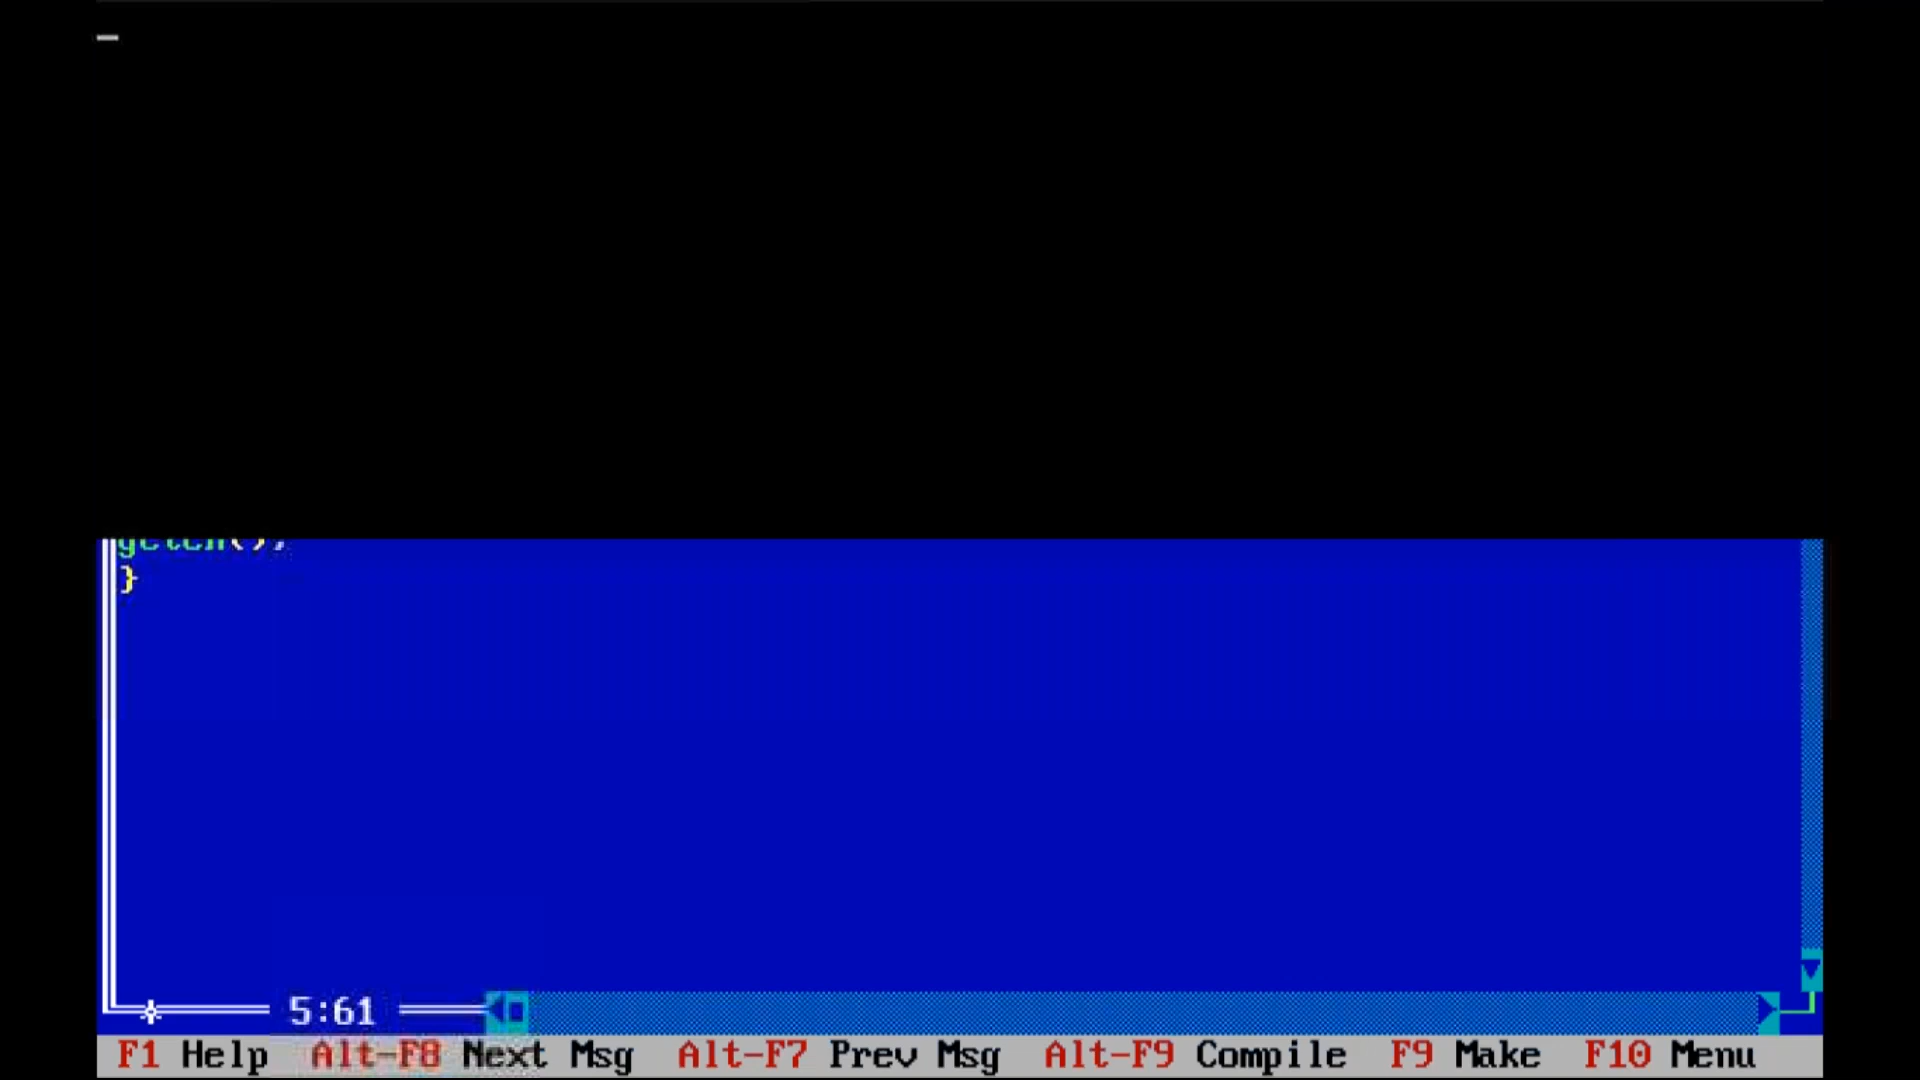 getch();
}
5:61
F1 Help Alt-F8 Next Msg Alt-F7 Prev Msg Alt-F9 Compile F9 Make F10 Menu